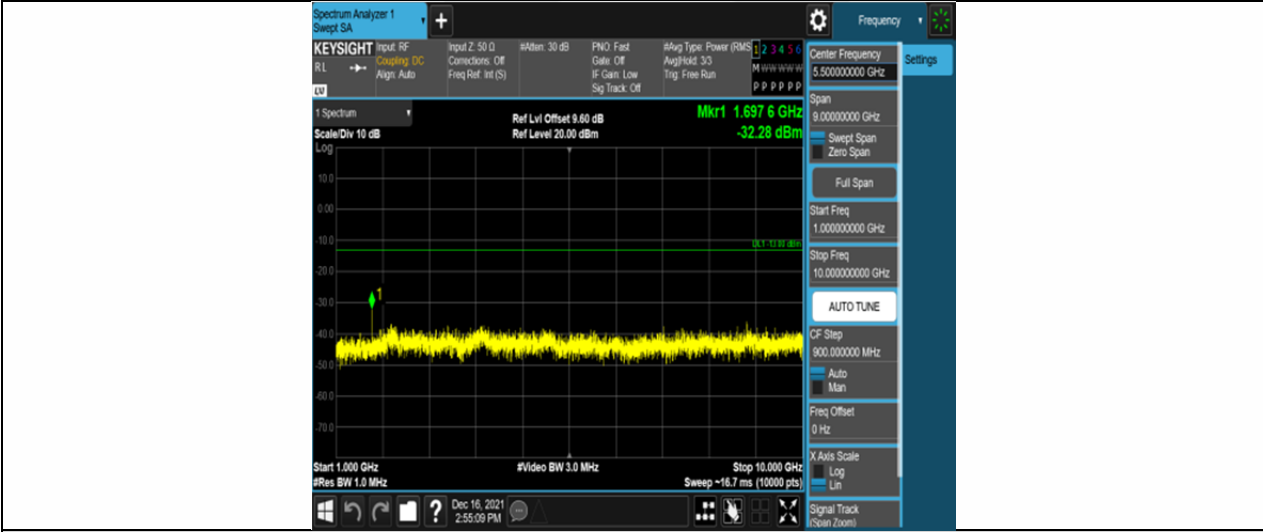 Spectrum Analyzer 1
Swept SA
Frequency
KEYSIGHT
Input: RF
Coupling: DC
Align: Auto
Input Z: 50 Ω
Corrections: Off
Freq Ref: Int (S)
#Atten: 30 dB
PNO: Fast
Gate: Off
IF Gain: Low
Sig Track: Off
#Avg Type: Power (RMS
Avg|Hold: 3/3
Trig: Free Run
1 2 3 4 5 6
M W W W W W
P P P P P P
R L
LV
1 Spectrum
Scale/Div 10 dB
Ref Lvl Offset 9.60 dB
Ref Level 20.00 dBm
Mkr1 1.697 6 GHz
-32.28 dBm
Log
10.0
0.00
-10.0
DL1 -13.00 dBm
-20.0
1
-30.0
-40.0
-50.0
-60.0
-70.0
Start 1.000 GHz
#Res BW 1.0 MHz
#Video BW 3.0 MHz
Stop 10.000 GHz
Sweep ~16.7 ms (10000 pts)
Dec 16, 2021
2:55:09 PM
Center Frequency
5.500000000 GHz
Settings
Span
9.00000000 GHz
Swept Span
Zero Span
Full Span
Start Freq
1.000000000 GHz
Stop Freq
10.000000000 GHz
AUTO TUNE
CF Step
900.000000 MHz
Auto
Man
Freq Offset
0 Hz
X Axis Scale
Log
Lin
Signal Track
(Span Zoom)